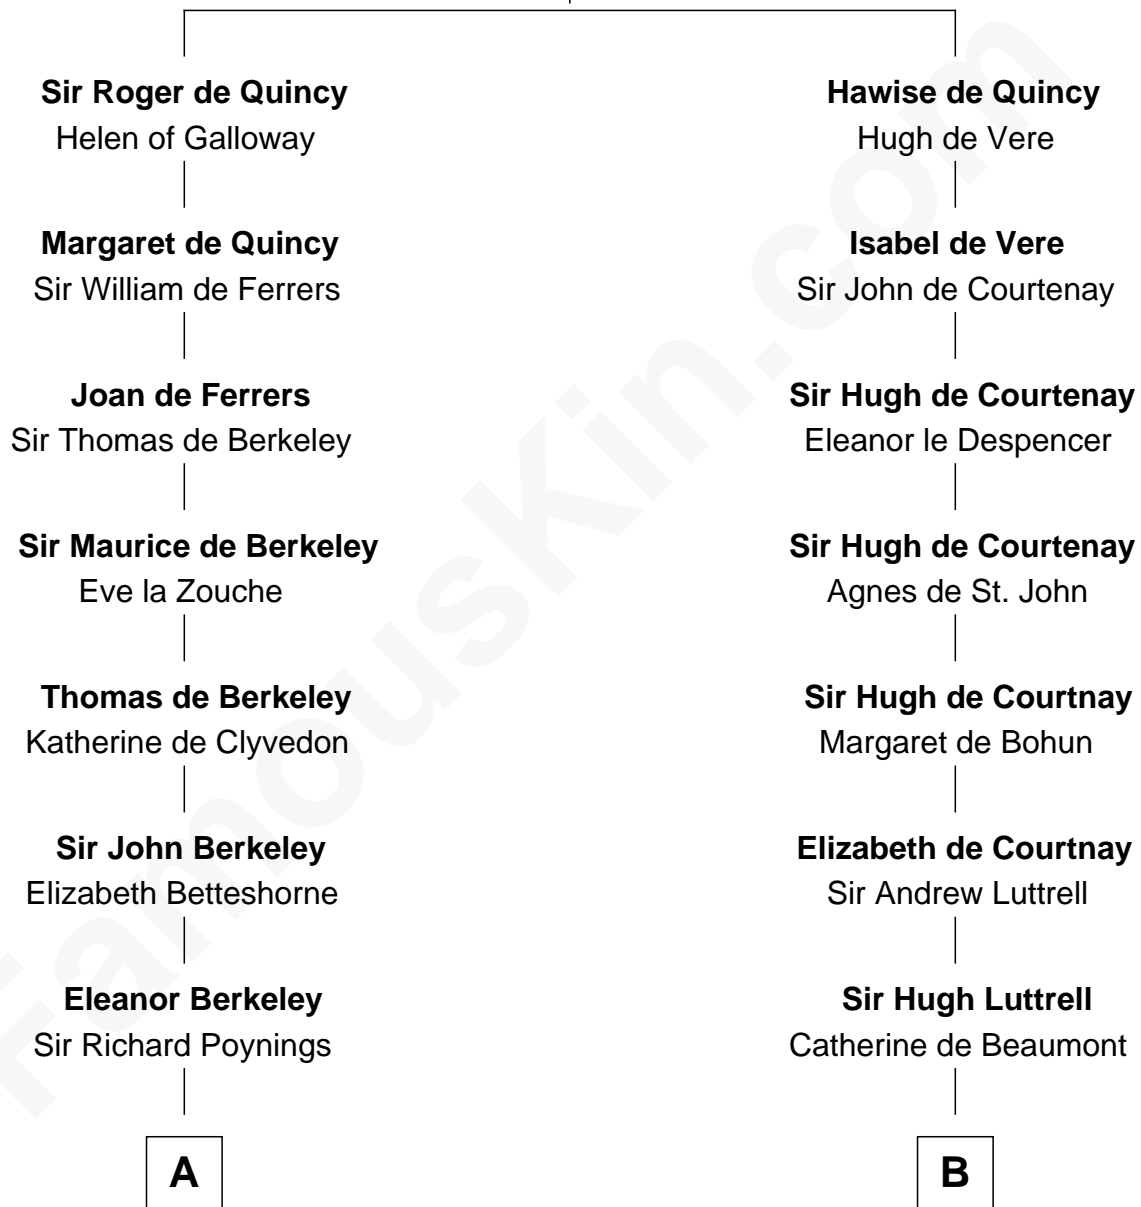 Sir Roger de Quincy
Helen of Galloway
Margaret de Quincy
Sir William de Ferrers
Joan de Ferrers
Sir Thomas de Berkeley
Sir Maurice de Berkeley
Eve la Zouche
Thomas de Berkeley
Katherine de Clyvedon
Sir John Berkeley
Elizabeth Betteshorne
Eleanor Berkeley
Sir Richard Poynings
A
Hawise de Quincy
Hugh de Vere
Isabel de Vere
Sir John de Courtenay
Sir Hugh de Courtenay
Eleanor le Despencer
Sir Hugh de Courtenay
Agnes de St. John
Sir Hugh de Courtnay
Margaret de Bohun
Elizabeth de Courtnay
Sir Andrew Luttrell
Sir Hugh Luttrell
Catherine de Beaumont
B
FamousKin.com